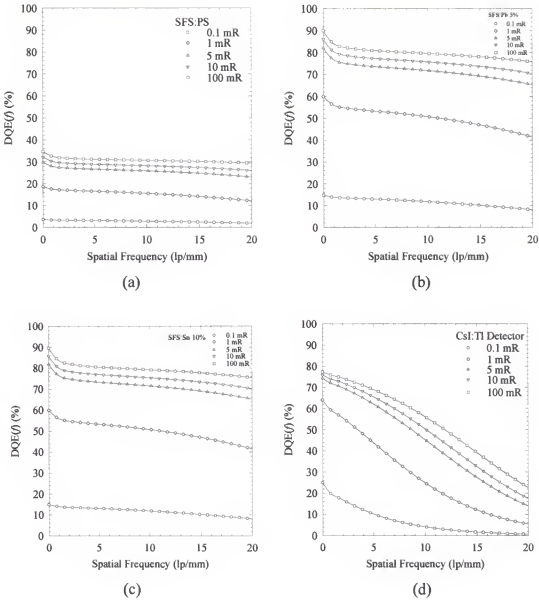 SFS:PS
0.1 mR
1 mR
5 mR
10 mR
100 mR
DQE(f) (%)
100
90
80
70
60
50
40
30
20
10
0
0
5
10
15
20
Spatial Frequency (lp/mm)
(a)
SFS:Pb 5%
0.1 mR
1 mR
5 mR
10 mR
100 mR
DQE(f) (%)
100
90
80
70
60
50
40
30
20
10
0
0
5
10
15
20
Spatial Frequency (lp/mm)
(b)
SFS:Sn 10%
0.1 mR
1 mR
5 mR
10 mR
100 mR
DQE(f) (%)
100
90
80
70
60
50
40
30
20
10
0
0
5
10
15
20
Spatial Frequency (lp/mm)
(c)
CsI:Tl Detector
0.1 mR
1 mR
5 mR
10 mR
100 mR
DQE(f) (%)
100
90
80
70
60
50
40
30
20
10
0
0
5
10
15
20
Spatial Frequency (lp/mm)
(d)